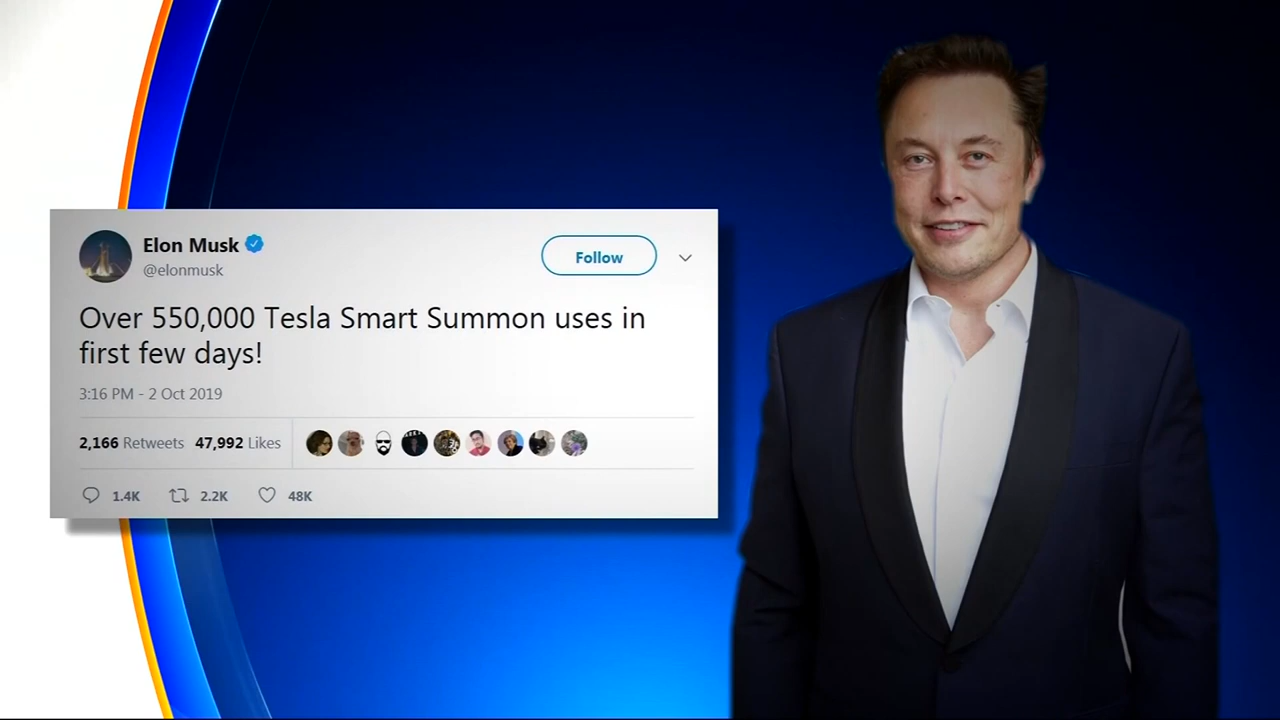 Elon Musk
@elonmusk
Follow
Over 550,000 Tesla Smart Summon uses in
first few days!
3:16 PM - 2 Oct 2019
2,166 Retweets 47,992 Likes
1.4K 2.2K 48K